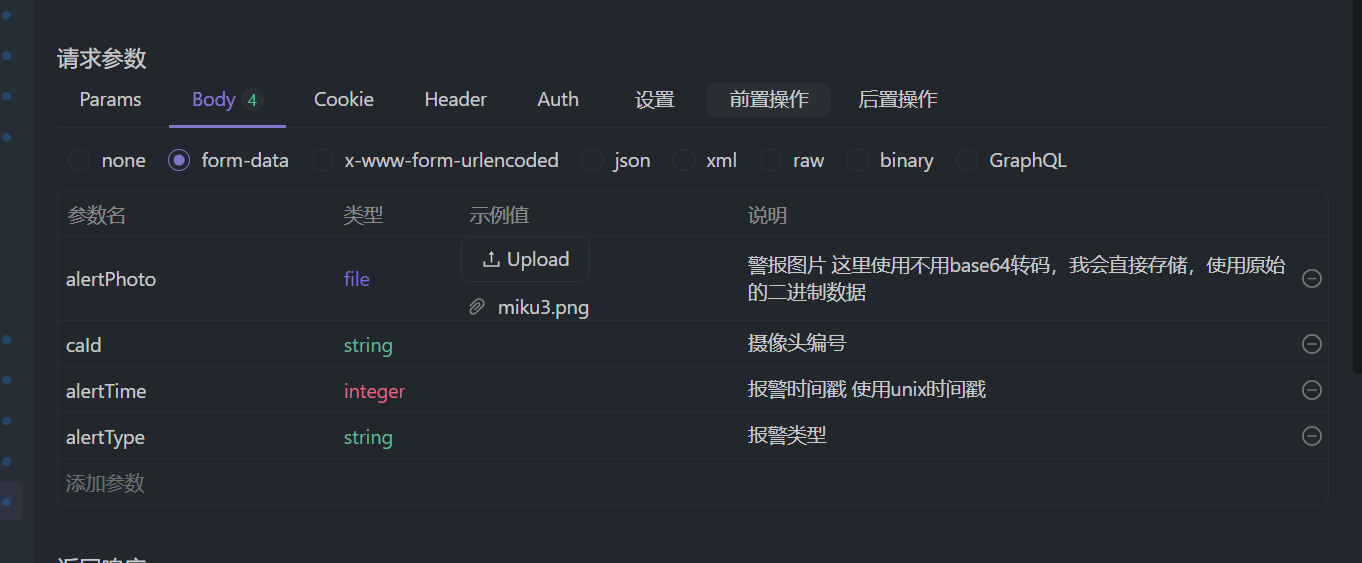 请求参数
Params Body 4 Cookie Header Auth 设置 前置操作 后置操作
none form-data x-www-form-urlencoded json xml raw binary GraphQL
参数名 类型 示例值 说明
alertPhoto file Upload 警报图片 这里使用不用base64转码，我会直接存储，使用原始
的二进制数据
miku3.png
caId string 摄像头编号
alertTime integer 报警时间戳 使用unix时间戳
alertType string 报警类型
添加参数
返回响应